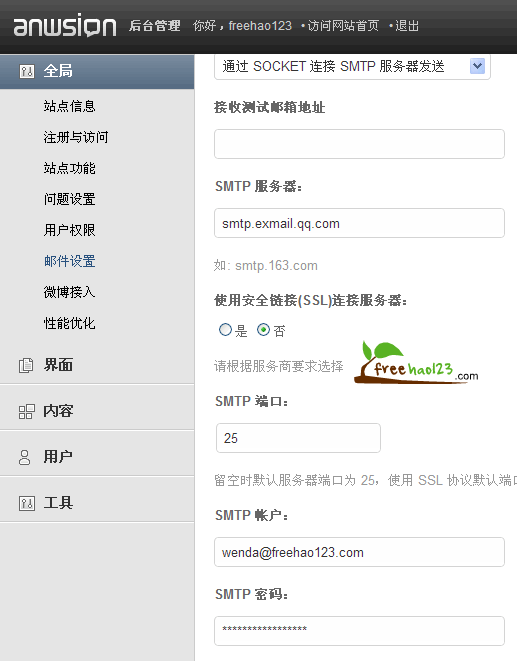 anwsion 后台管理 你好，freehao123 •访问网站首页 •退出
全局
站点信息
注册与访问
站点功能
问题设置
用户权限
邮件设置
微博接入
性能优化
界面
内容
用户
工具
通过 SOCKET 连接 SMTP 服务器发送
接收测试邮箱地址
SMTP 服务器：
smtp.exmail.qq.com
如: smtp.163.com
使用安全链接(SSL)连接服务器：
是 否
请根据服务商要求选择
freehao123.com
SMTP 端口：
25
留空时默认服务器端口为 25，使用 SSL 协议默认端口
SMTP 帐户：
wenda@freehao123.com
SMTP 密码：
*****************